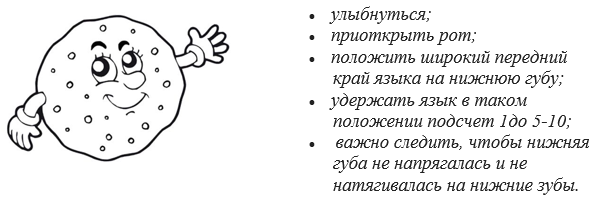 • улыбнуться;
• приоткрыть рот;
• положить широкий передний
край языка на нижнюю губу;
• удержать язык в таком
положении подсчет 1до 5-10;
• важно следить, чтобы нижняя
губа не напрягалась и не
натягивалась на нижние зубы.